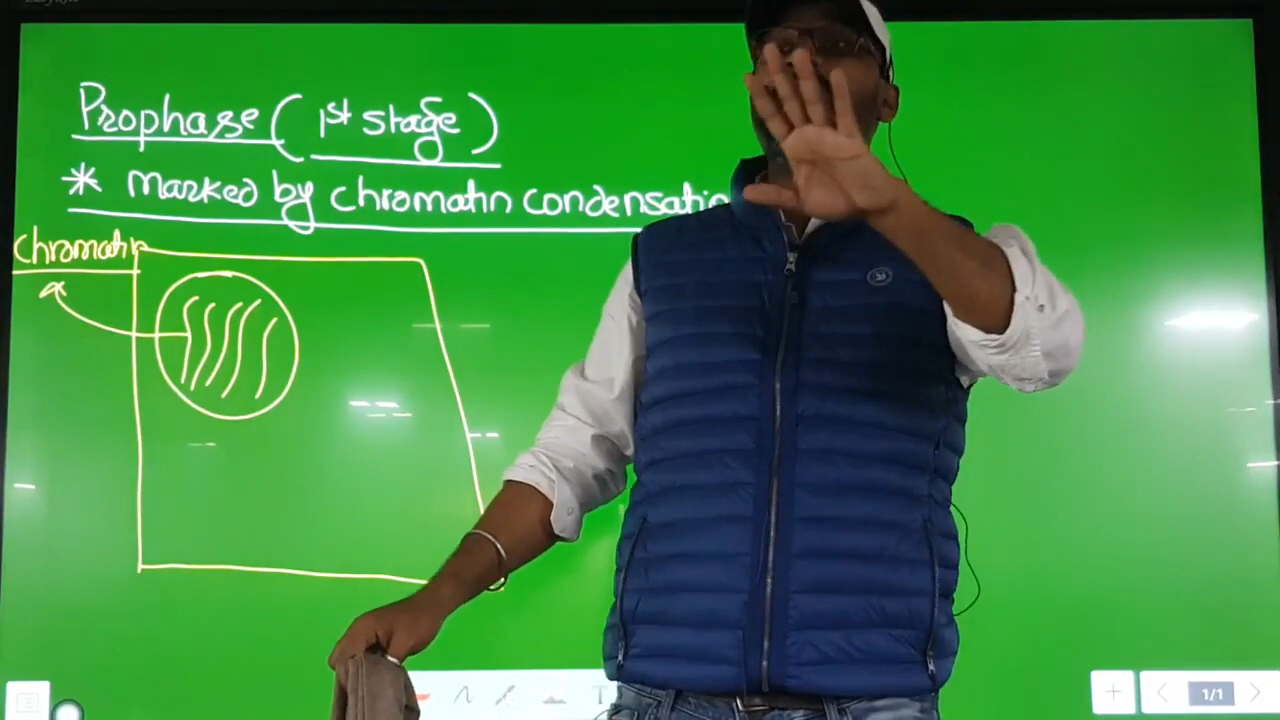 Prophase (1st stage)
* Marked by chromatin condensatio
chromatin
T
1/1